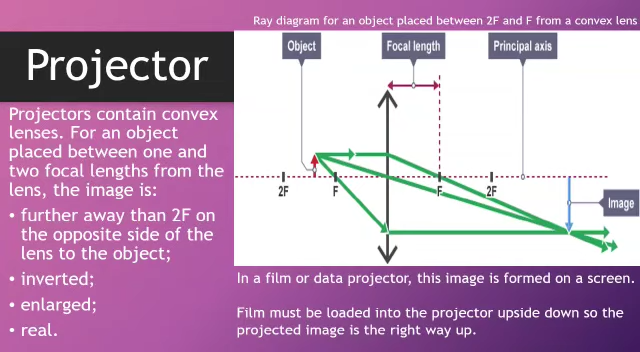 Ray diagram for an object placed between 2F and F from a convex lens
Projector
Projectors contain convex
lenses. For an object
placed between one and
two focal lengths from the
lens, the image is:
• further away than 2F on
the opposite side of the
lens to the object;
• inverted;
• enlarged;
• real.
Object
Focal length
Principal axis
2F
F
F
2F
Image
In a film or data projector, this image is formed on a screen.
Film must be loaded into the projector upside down so the
projected image is the right way up.